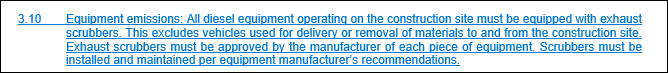 3.10 Equipment emissions: All diesel equipment operating on the construction site must be equipped with exhaust
scrubbers. This excludes vehicles used for delivery or removal of materials to and from the construction site.
Exhaust scrubbers must be approved by the manufacturer of each piece of equipment. Scrubbers must be
installed and maintained per equipment manufacturer's recommendations.